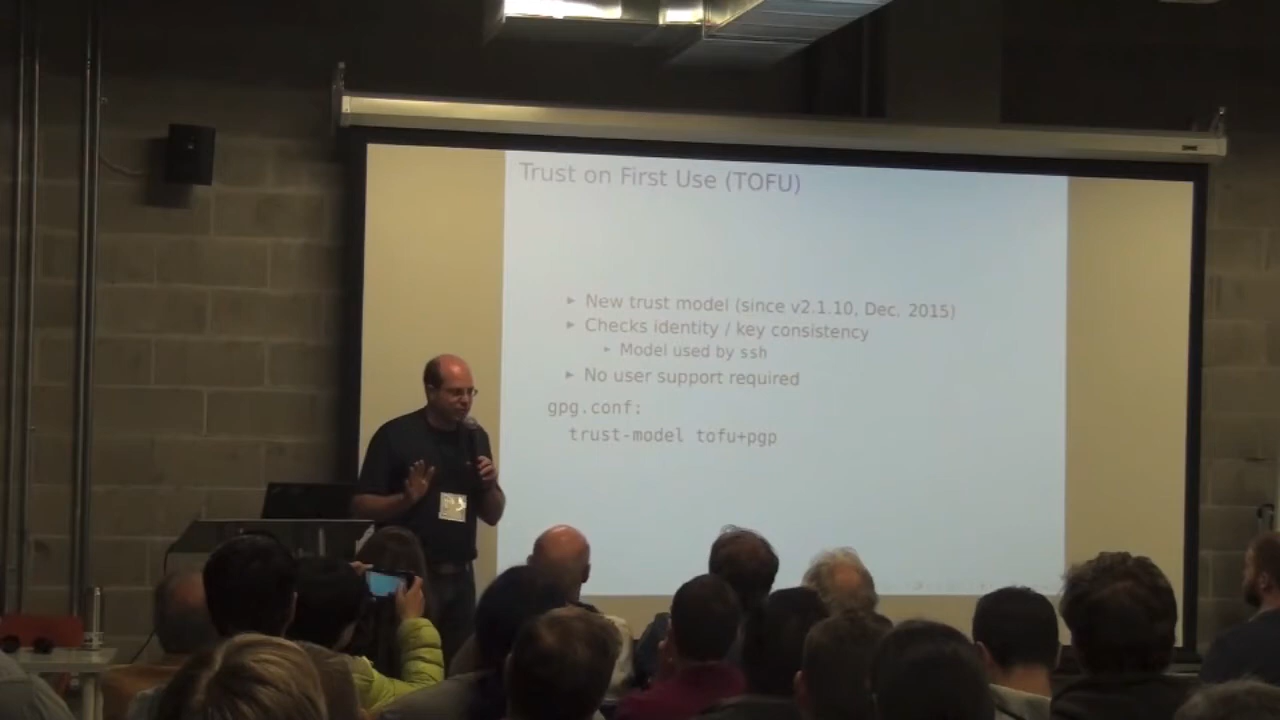 Trust on First Use (TOFU)
▸ New trust model (since v2.1.10, Dec. 2015)
▸ Checks identity / key consistency
▸ Model used by ssh
▸ No user support required
gpg.conf:
trust-model tofu+pgp